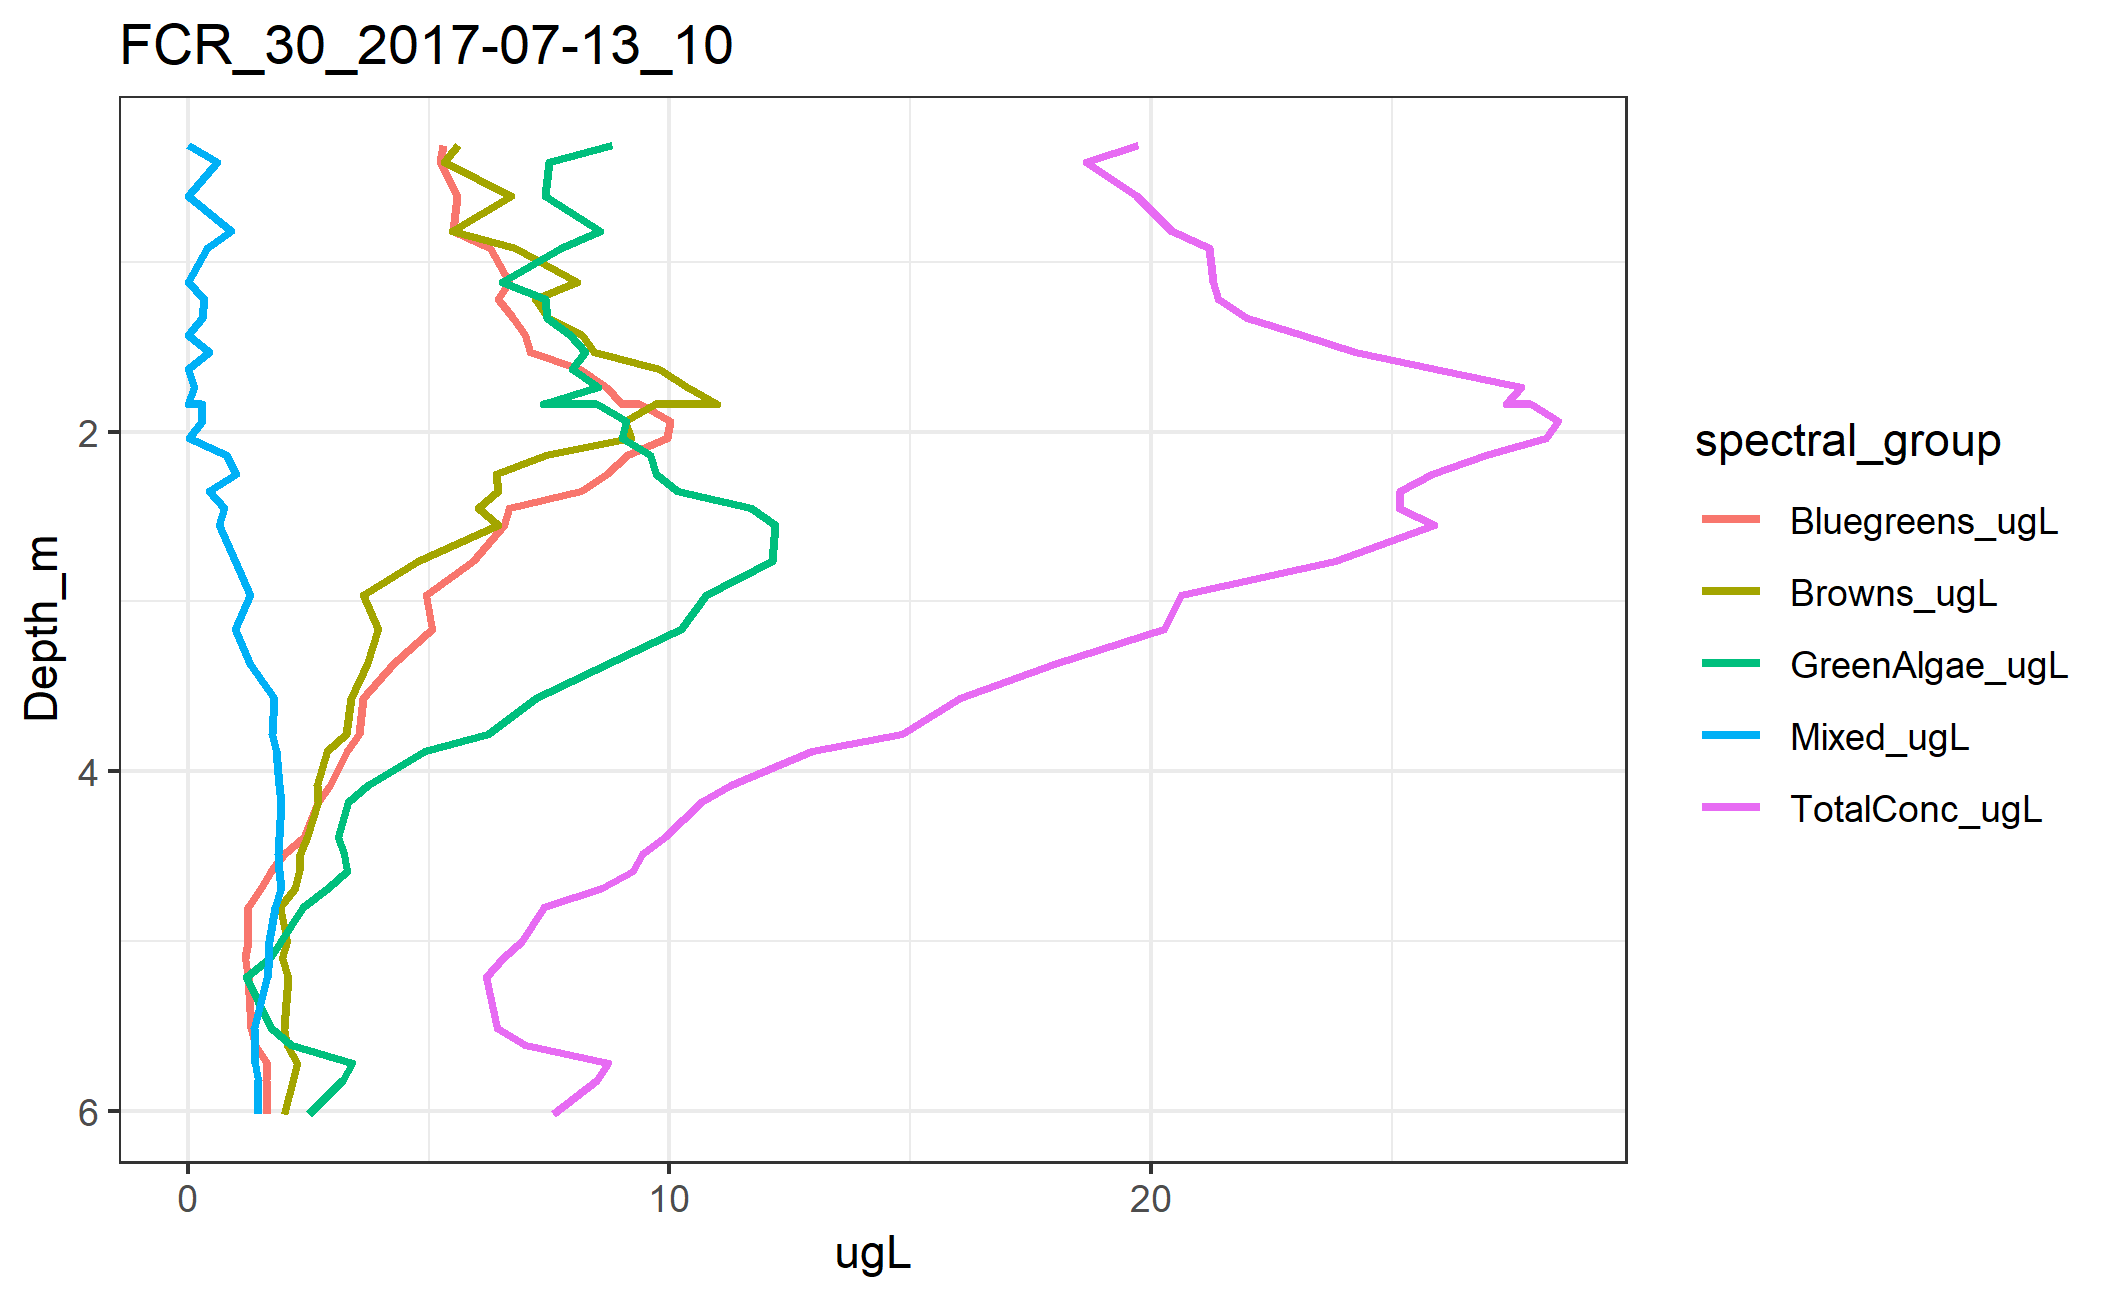 FCR_30_2017-07-13_10
2
4
6
Depth_m
0 10 20
ugL
spectral_group
Bluegreens_ugL
Browns_ugL
GreenAlgae_ugL
Mixed_ugL
TotalConc_ugL